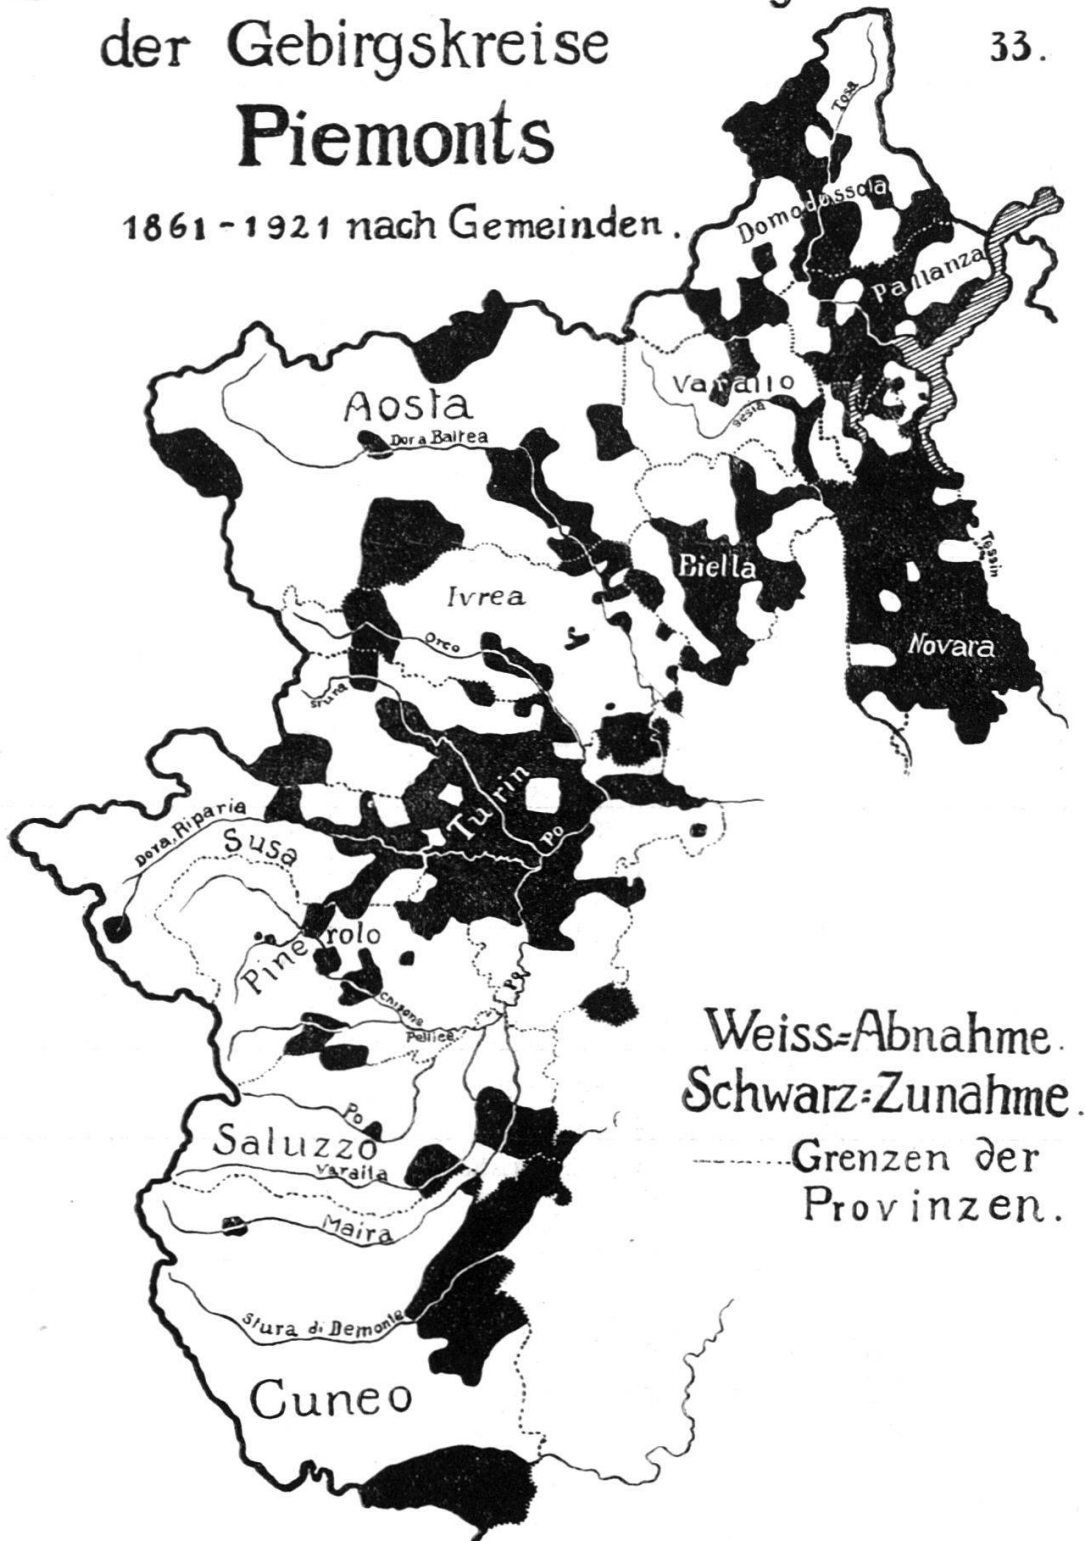 der Gebirgskreise
33.
Piemonts
1861-1921 nach Gemeinden.
Tosa
Domodossola
Pallanza
Varallo
Sesia
Aosta
Dora Baltea
Biella
Tessin
Ivrea
Orco
Novara
Stura
Turin
Po
Dora Riparia
Susa
Pinerolo
Po
Chisone
Pellice
Weiss=Abnahme.
Schwarz=Zunahme.
Po
Saluzzo
Varaita
Grenzen der
Provinzen.
Maira
Stura di Demonte
Cuneo